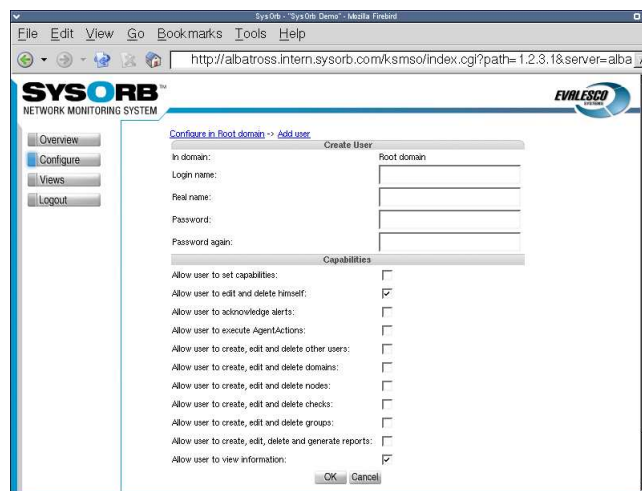 SysOrb - "SysOrb Demo" - Mozilla Firebird
File Edit View Go Bookmarks Tools Help
http://albatross.intern.sysorb.com/ksmso/index.cgi?path=1.2.3.1&server=alba
SYSORB™
NETWORK MONITORING SYSTEM
EVALESCO
SYSTEMS
Overview
Configure
Views
Logout
Configure in Root domain -> Add user
Create User
In domain: Root domain
Login name:
Real name:
Password:
Password again:
Capabilities
Allow user to set capabilities:
Allow user to edit and delete himself:
Allow user to acknowledge alerts:
Allow user to execute AgentActions:
Allow user to create, edit and delete other users:
Allow user to create, edit and delete domains:
Allow user to create, edit and delete nodes:
Allow user to create, edit and delete checks:
Allow user to create, edit and delete groups:
Allow user to create, edit, delete and generate reports:
Allow user to view information:
OK Cancel